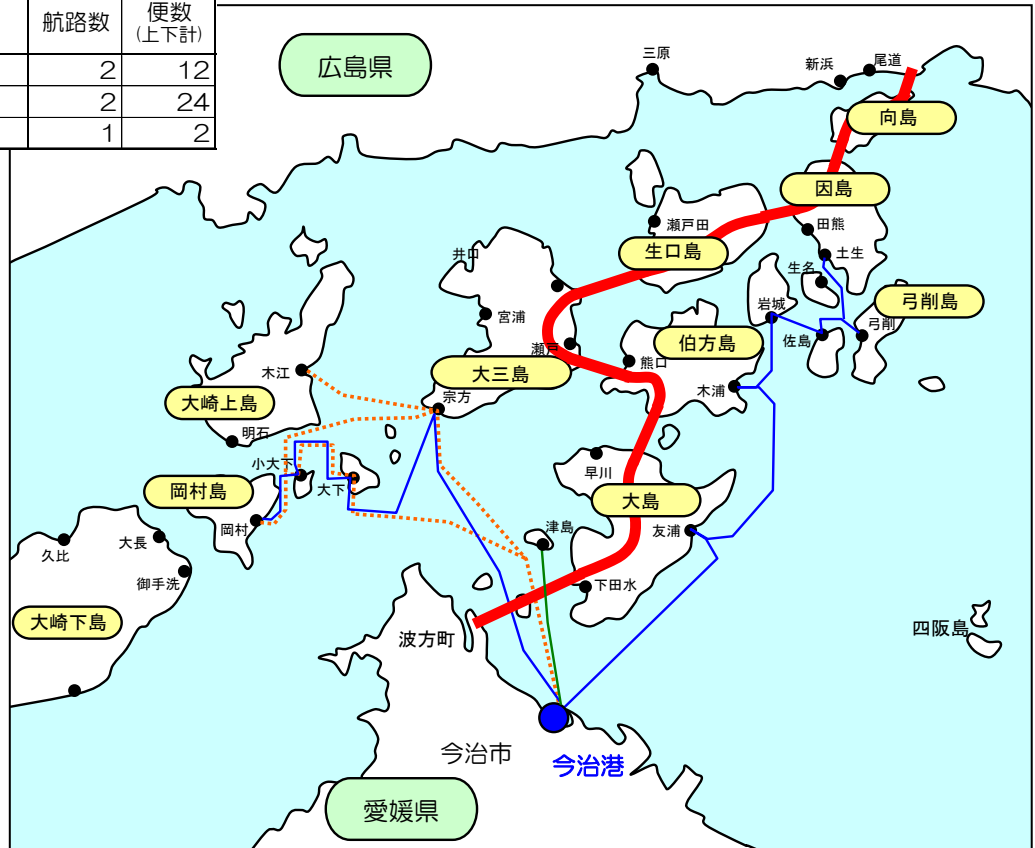 航路数
便数
(上下計)
2
12
2
24
1
2
広島県
三原
新浜
尾道
向島
因島
田熊
瀬戸田
土生
生口島
生名
井口
弓削島
岩城
弓削
宮浦
佐島
伯方島
瀬戸
熊口
大三島
木江
木浦
宗方
大崎上島
明石
小大下
早川
大下
岡村島
大島
岡村
津島
友浦
大長
久比
御手洗
下田水
大崎下島
四阪島
波方町
今治市
今治港
愛媛県